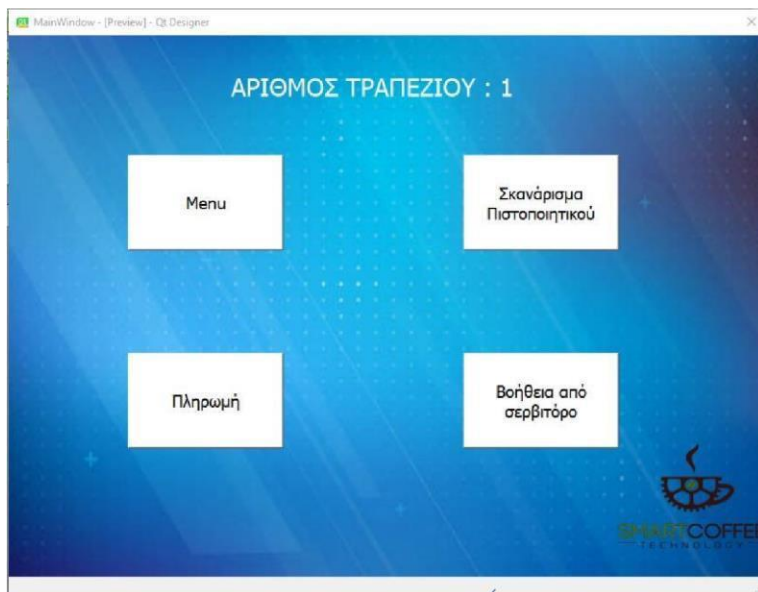 MainWindow - [Preview] - Qt Designer
ΑΡΙΘΜΟΣ ΤΡΑΠΕΖΙΟΥ : 1
Menu
Σκανάρισμα
Πιστοποιητικού
Πληρωμή
Βοήθεια από
σερβιτόρο
SMARTCOFFEE
TECHNOLOGY